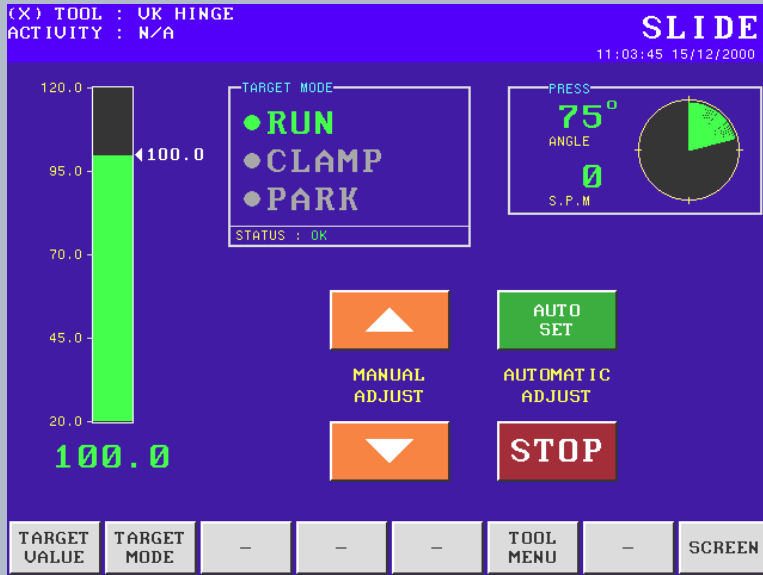 (X) TOOL : VK HINGE
ACTIVITY : N/A
SLIDE
11:03:45 15/12/2000
120.0
95.0
70.0
45.0
20.0
100.0
100.0
TARGET MODE
RUN
CLAMP
PARK
STATUS : OK
PRESS
75°
ANGLE
0
S.P.M
AUTO
SET
MANUAL
ADJUST
AUTOMATIC
ADJUST
STOP
TARGET
VALUE
TARGET
MODE
–
–
–
TOOL
MENU
–
SCREEN